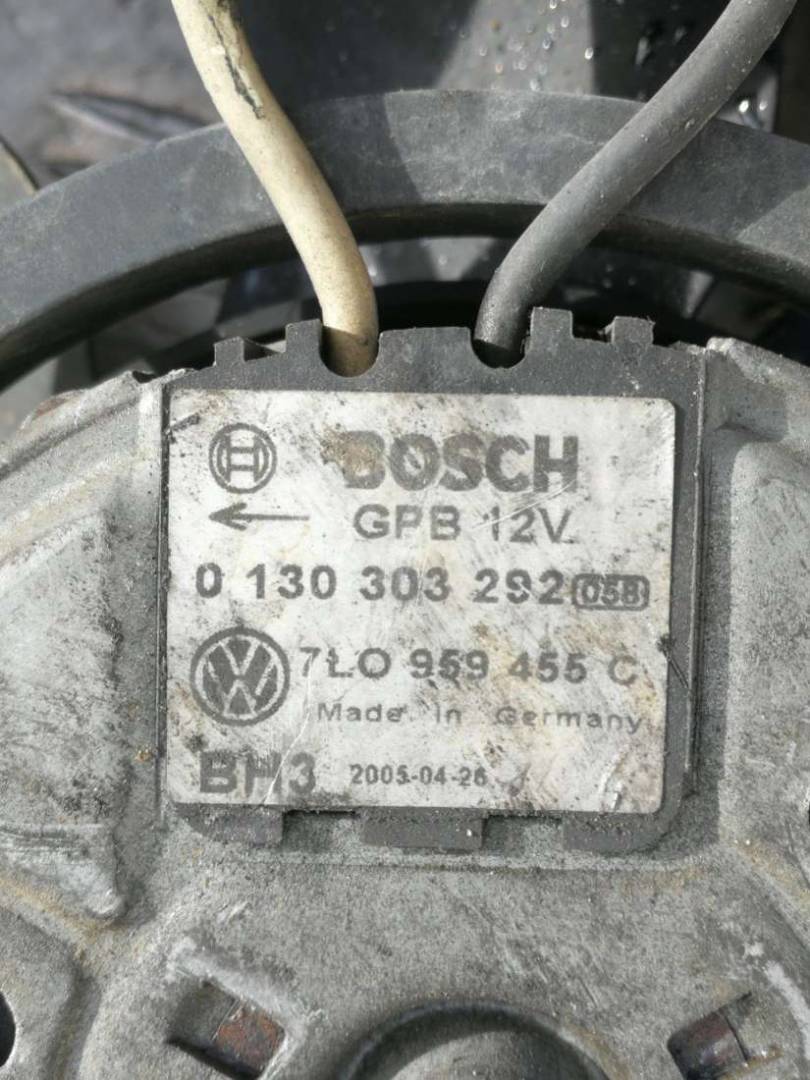 BOSCH
GPB 12V
0 130 303 292 058
7L0 959 455 C
Made in Germany
BH3 2005-04-26